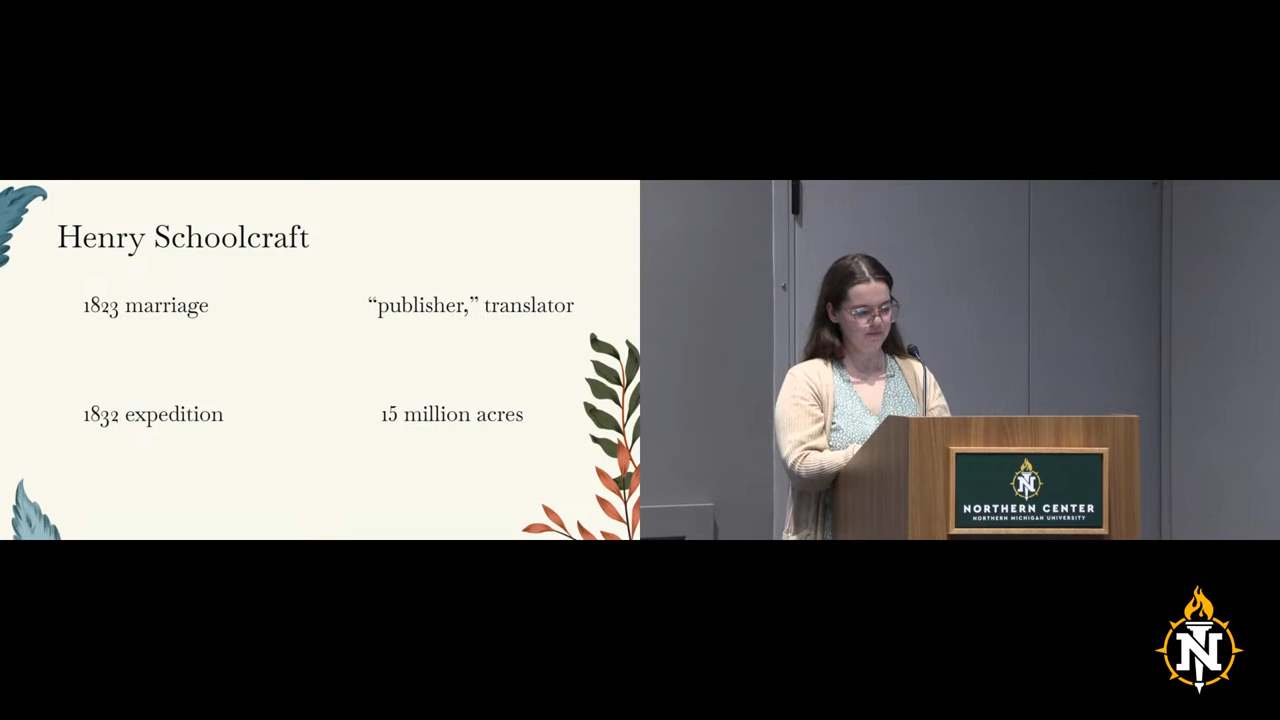 Henry Schoolcraft
1823 marriage
“publisher,” translator
1832 expedition
15 million acres
N
NORTHERN CENTER
NORTHERN MICHIGAN UNIVERSITY
N